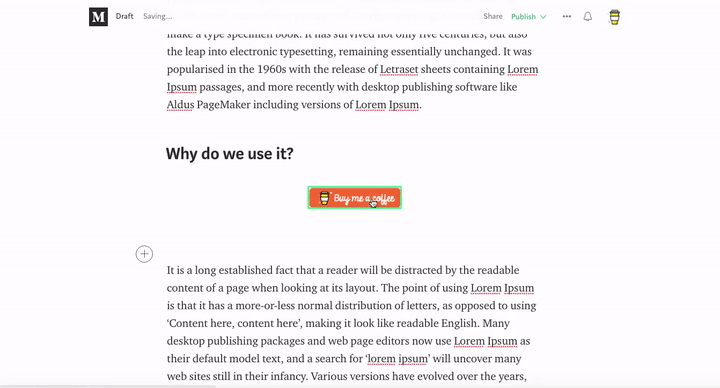 M Draft Saving... Share Publish
make a type specimen book. It has survived not only five centuries, but also
the leap into electronic typesetting, remaining essentially unchanged. It was
popularised in the 1960s with the release of Letraset sheets containing Lorem
Ipsum passages, and more recently with desktop publishing software like
Aldus PageMaker including versions of Lorem Ipsum.
Why do we use it?
Buy me a coffee
It is a long established fact that a reader will be distracted by the readable
content of a page when looking at its layout. The point of using Lorem Ipsum
is that it has a more-or-less normal distribution of letters, as opposed to using
‘Content here, content here’, making it look like readable English. Many
desktop publishing packages and web page editors now use Lorem Ipsum as
their default model text, and a search for ‘lorem ipsum’ will uncover many
web sites still in their infancy. Various versions have evolved over the years,